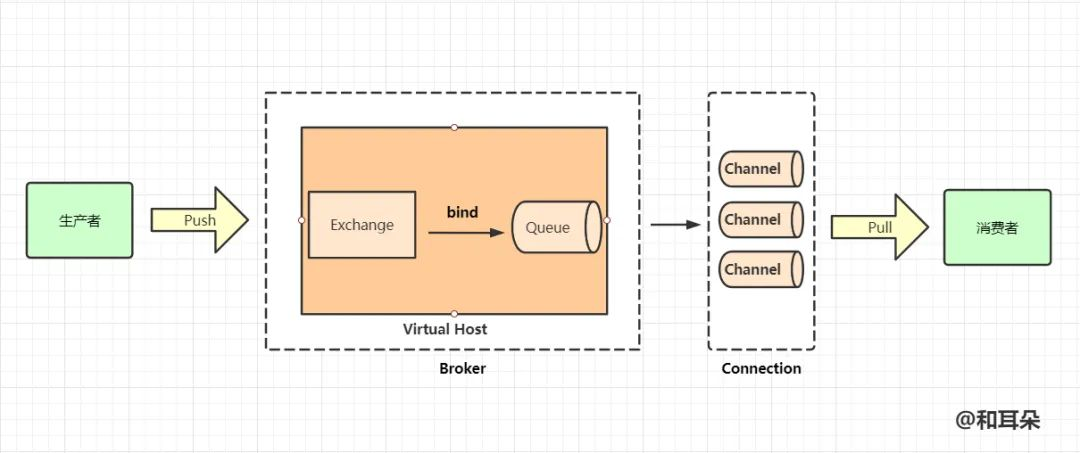 生产者
Push
Exchange
bind
Queue
Virtual Host
Broker
Channel
Channel
Channel
Connection
Pull
消费者
@和耳朵